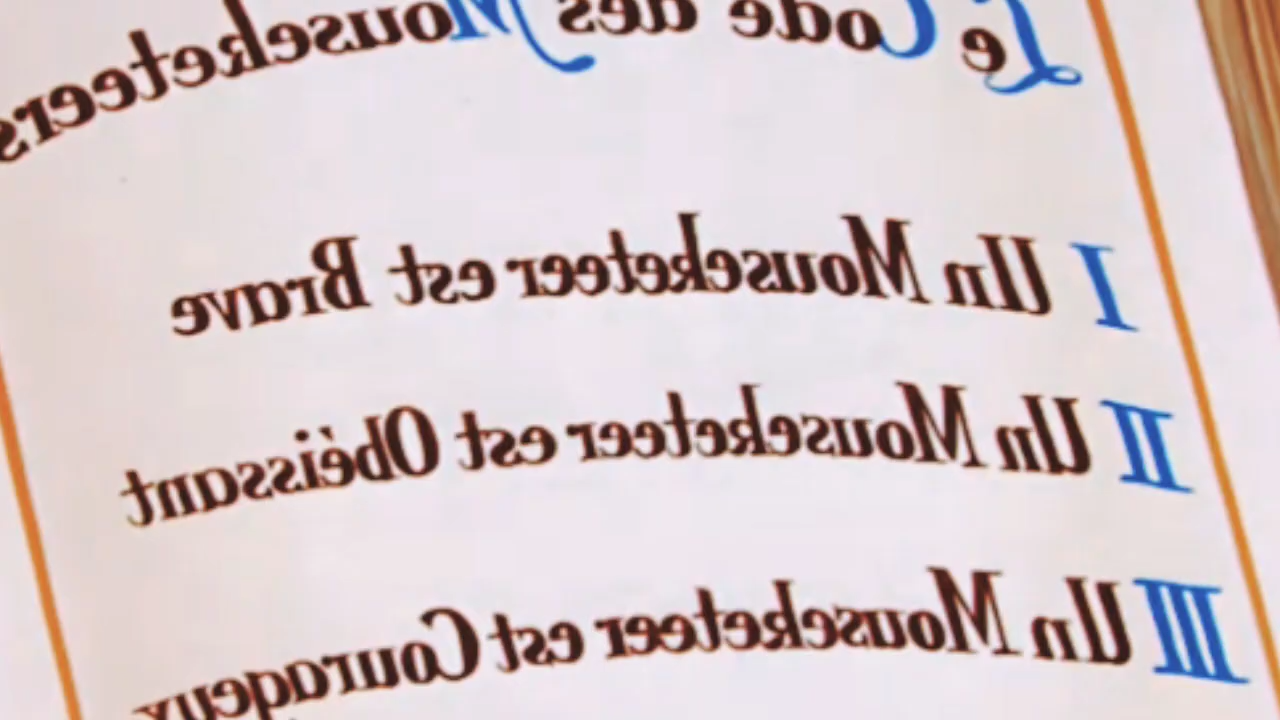 Le Code des Mouseketeers
I Un Mouseketeer est Brave
II Un Mouseketeer est Obéissant
III Un Mouseketeer est Courageux